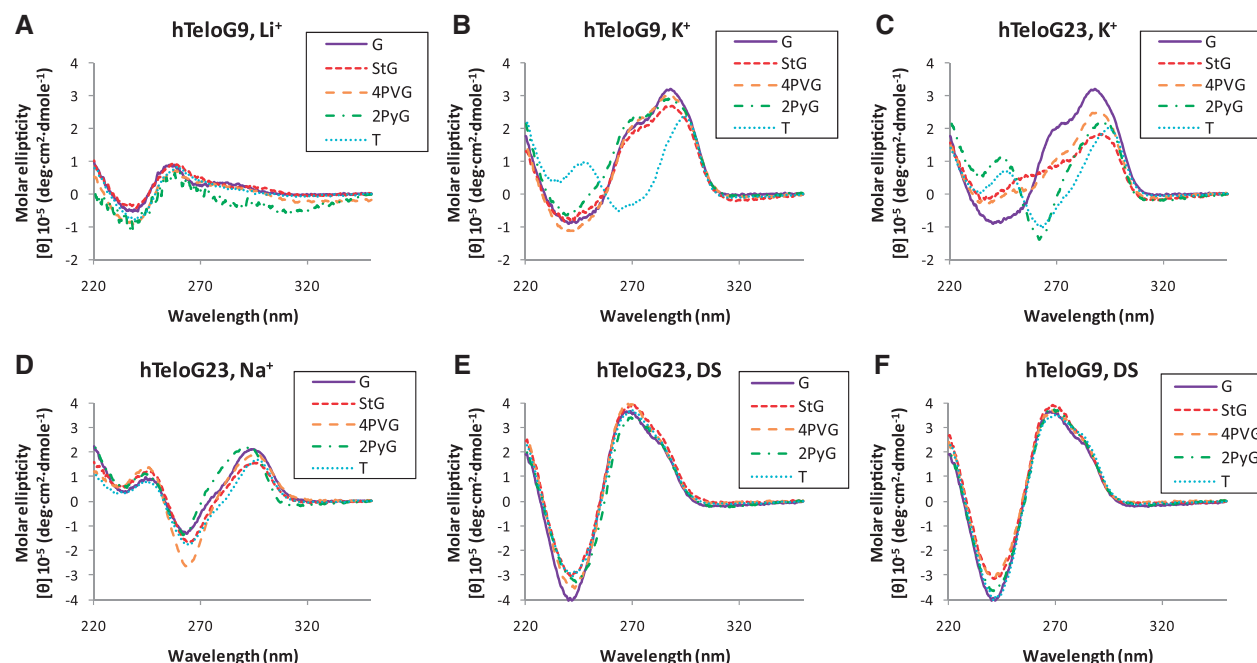 A
hTeloG9, Li⁺
G
StG
4PVG
2PyG
T
Molar ellipticity
[θ] 10⁻⁵ (deg·cm²·dmole⁻¹)
4
3
2
1
0
-1
-2
220
270
320
Wavelength (nm)
B
hTeloG9, K⁺
G
StG
4PVG
2PyG
T
Molar ellipticity
[θ] 10⁻⁵ (deg·cm²·dmole⁻¹)
4
3
2
1
0
-1
-2
220
270
320
Wavelength (nm)
C
hTeloG23, K⁺
G
StG
4PVG
2PyG
T
Molar ellipticity
[θ] 10⁻⁵ (deg·cm²·dmole⁻¹)
4
3
2
1
0
-1
-2
220
270
320
Wavelength (nm)
D
hTeloG23, Na⁺
G
StG
4PVG
2PyG
T
Molar ellipticity
[θ] 10⁻⁵ (deg·cm²·dmole⁻¹)
4
3
2
1
0
-1
-2
-3
-4
220
270
320
Wavelength (nm)
E
hTeloG23, DS
G
StG
4PVG
2PyG
T
Molar ellipticity
[θ] 10⁻⁵ (deg·cm²·dmole⁻¹)
4
3
2
1
0
-1
-2
-3
-4
220
270
320
Wavelength (nm)
F
hTeloG9, DS
G
StG
4PVG
2PyG
T
Molar ellipticity
[θ] 10⁻⁵ (deg·cm²·dmole⁻¹)
4
3
2
1
0
-1
-2
-3
-4
220
270
320
Wavelength (nm)